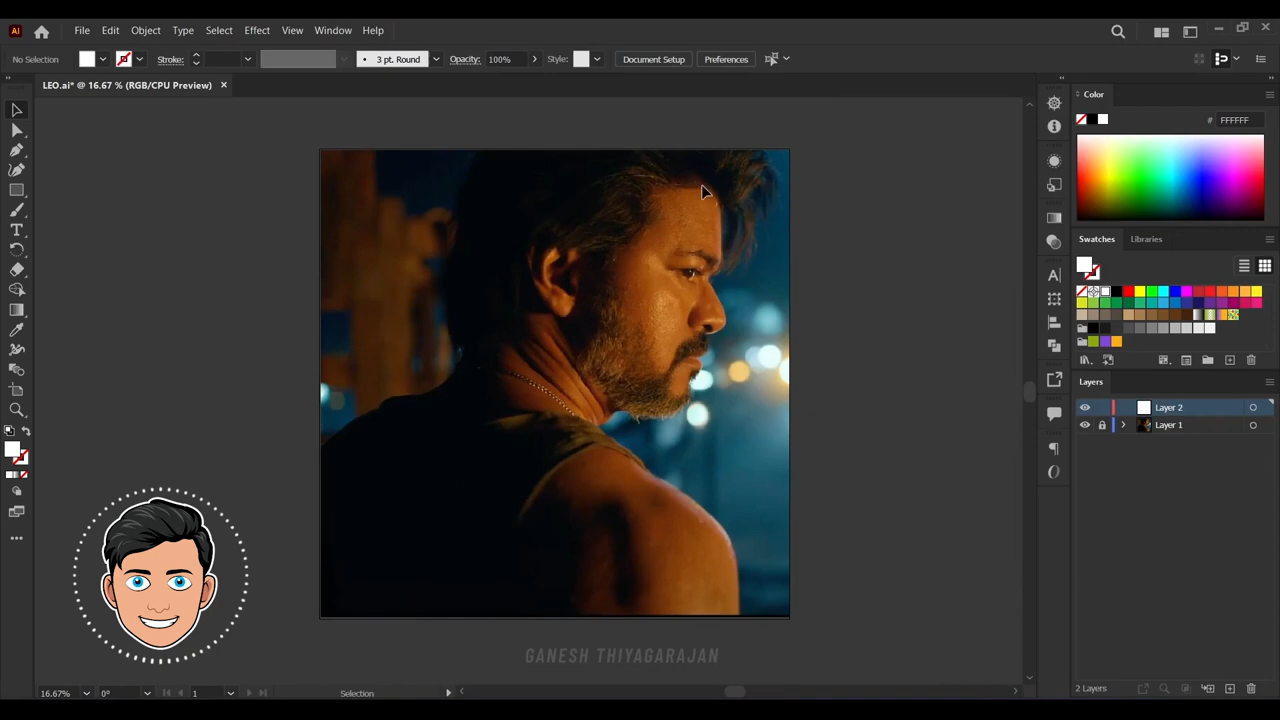 Ai File Edit Object Type Select Effect View Window Help
No Selection Stroke: 3 pt. Round Opacity: 100% Style: Document Setup Preferences
LEO.ai* @ 16.67 % (RGB/CPU Preview)
Color
# FFFFFF
Swatches Libraries
Layers
Layer 2
Layer 1
GANESH THIYAGARAJAN
16.67% 0° 1 Selection 2 Layers